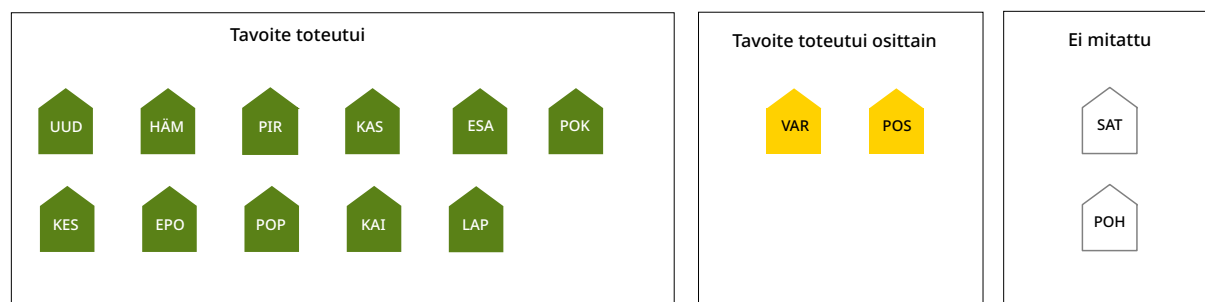 Tavoite toteutui
UUD HÄM PIR KAS ESA POK
KES EPO POP KAI LAP
Tavoite toteutui osittain
VAR POS
Ei mitattu
SAT
POH